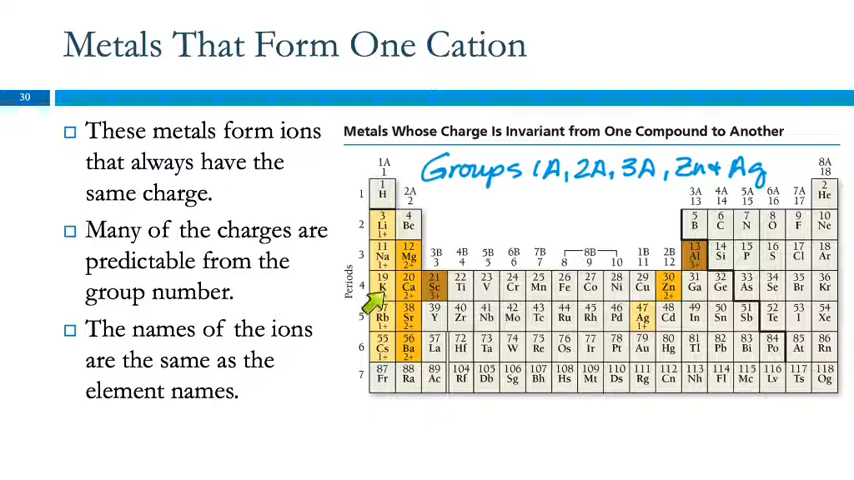 Metals That Form One Cation
30
□ These metals form ions
that always have the
same charge.
□ Many of the charges are
predictable from the
group number.
□ The names of the ions
are the same as the
element names.
Metals Whose Charge Is Invariant from One Compound to Another
Groups 1A, 2A, 3A, Zn & Ag
1A 8A
1 18
1 2A 3A 4A 5A 6A 7A 2
1 H 2 13 14 15 16 17 He
3 4 5 6 7 8 9 10
2 Li Be B C N O F Ne
1+
11 12 13 14 15 16 17 18
3 Na Mg 3B 4B 5B 6B 7B 8B 1B 2B Al Si P S Cl Ar
1+ 2+ 3 4 5 6 7 8 9 10 11 12 3+
19 20 21 22 23 24 25 26 27 28 29 30 31 32 33 34 35 36
4 K Ca Sc Ti V Cr Mn Fe Co Ni Cu Zn Ga Ge As Se Br Kr
2+ 3+ 2+
Periods
38 39 40 41 42 43 44 45 46 47 48 49 50 51 52 53 54
5 Rb Sr Y Zr Nb Mo Tc Ru Rh Pd Ag Cd In Sn Sb Te I Xe
1+ 2+ 1+
55 56 57 72 73 74 75 76 77 78 79 80 81 82 83 84 85 86
6 Cs Ba La Hf Ta W Re Os Ir Pt Au Hg Tl Pb Bi Po At Rn
1+ 2+
87 88 89 104 105 106 107 108 109 110 111 112 113 114 115 116 117 118
7 Fr Ra Ac Rf Db Sg Bh Hs Mt Ds Rg Cn Nh Fl Mc Lv Ts Og